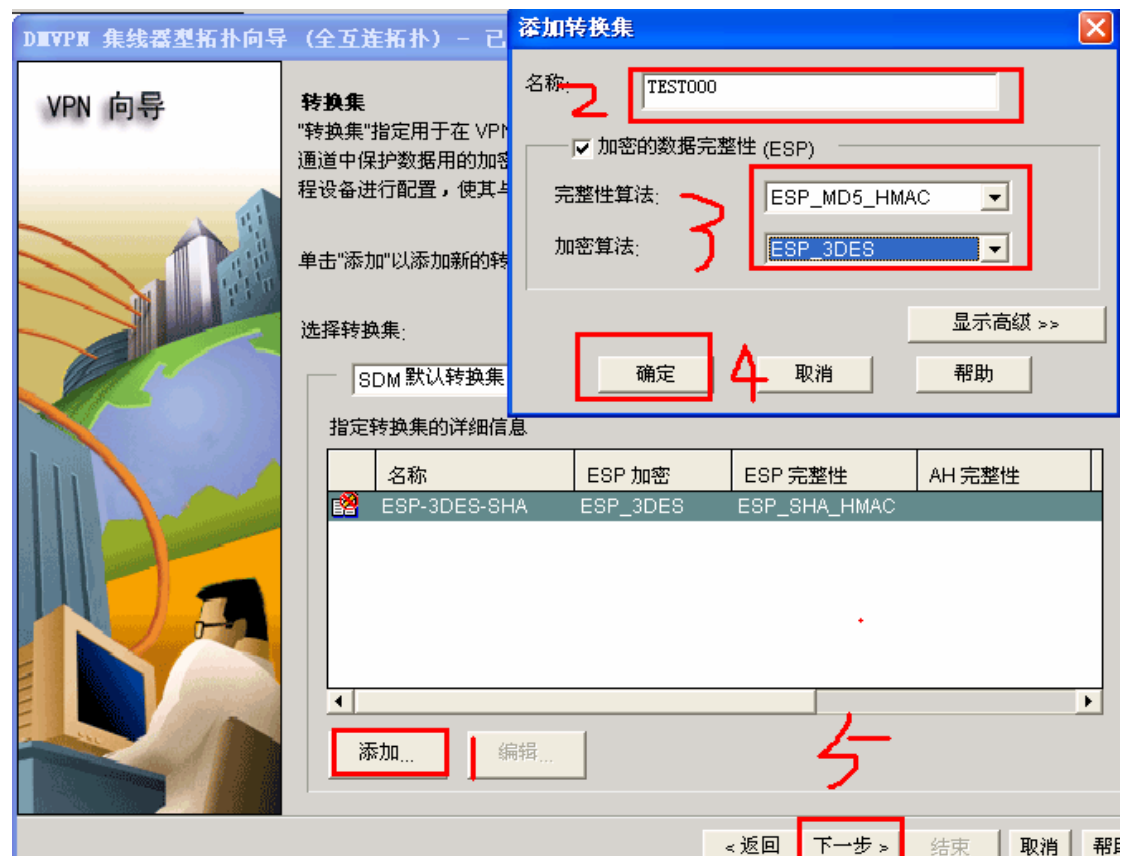 DMVPN 集线器型拓扑向导 （全互连拓扑） - 已
VPN 向导
转换集
"转换集"指定用于在 VPN
通道中保护数据用的加密
程设备进行配置，使其与
单击"添加"以添加新的转
选择转换集:
SDM 默认转换集
指定转换集的详细信息
名称 ESP 加密 ESP 完整性 AH 完整性
ESP-3DES-SHA ESP_3DES ESP_SHA_HMAC
添加... 1 编辑... 5
<返回 下一步> 结束 取消 帮助
添加转换集
名称: 2 TEST000
加密的数据完整性 (ESP)
完整性算法: 3 ESP_MD5_HMAC
加密算法: ESP_3DES
显示高级 >>
确定 4 取消 帮助